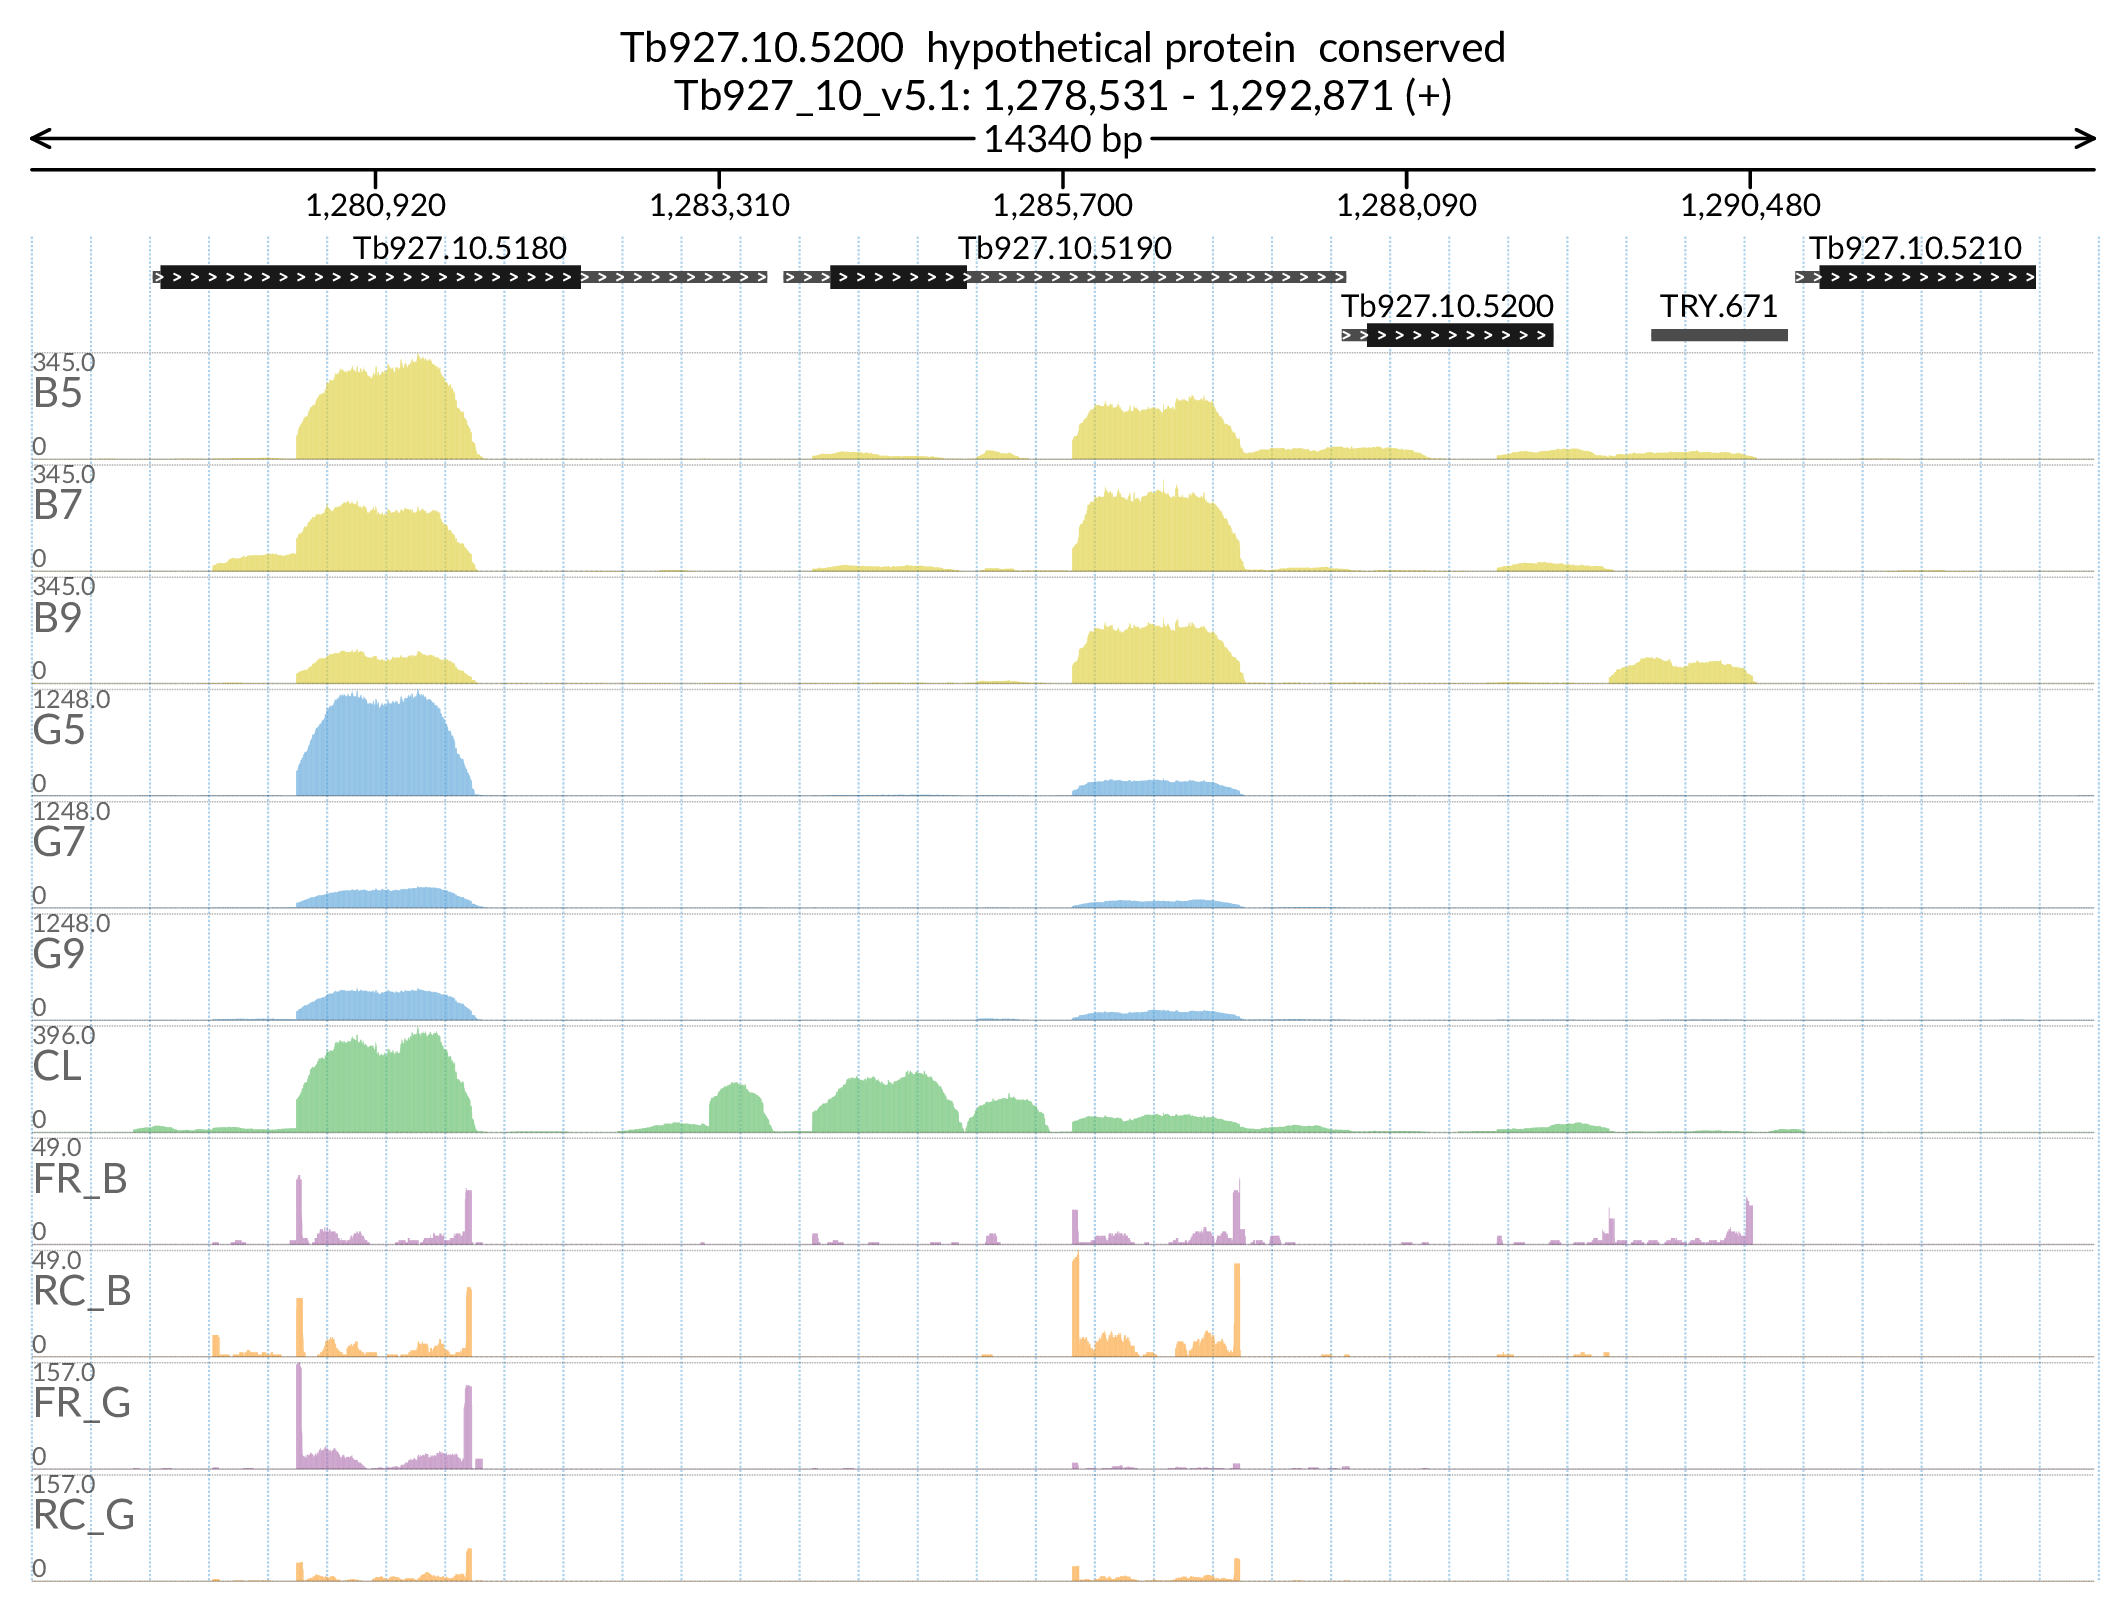 Tb927.10.5200 hypothetical protein conserved
Tb927_10_v5.1: 1,278,531 - 1,292,871 (+)
14340 bp
1,280,920 1,283,310 1,285,700 1,288,090 1,290,480
Tb927.10.5180 Tb927.10.5190 Tb927.10.5210
Tb927.10.5200 TRY.671
345.0
B5
0
345.0
B7
0
345.0
B9
0
1248.0
G5
0
1248.0
G7
0
1248.0
G9
0
396.0
CL
0
49.0
FR_B
0
49.0
RC_B
0
157.0
FR_G
0
157.0
RC_G
0